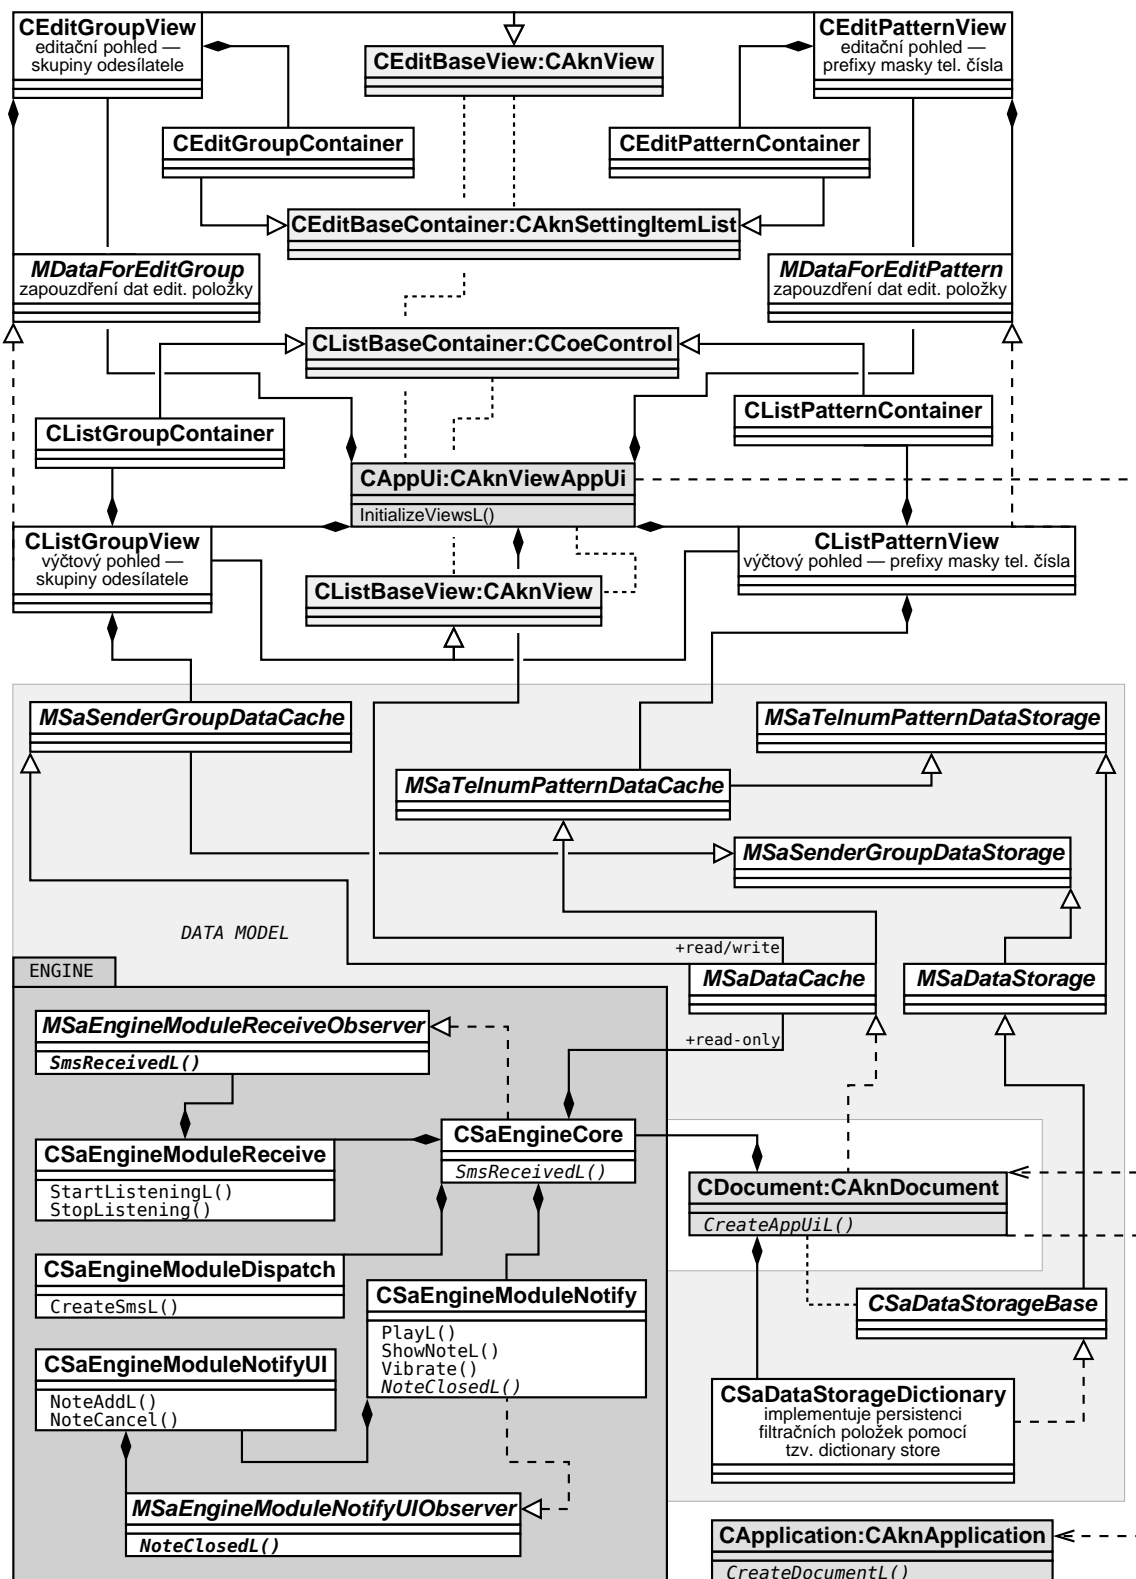 CEditGroupView
editační pohled —
skupiny odesílatele
CEditBaseView:CAknView
CEditPatternView
editační pohled —
prefixy masky tel. čísla
CEditGroupContainer
CEditPatternContainer
CEditBaseContainer:CAknSettingItemList
MDataForEditGroup
zapouzdření dat edit. položky
MDataForEditPattern
zapouzdření dat edit. položky
CListBaseContainer:CCoeControl
CListGroupContainer
CListPatternContainer
CAppUi:CAknViewAppUi
InitializeViewsL()
CListGroupView
výčtový pohled —
skupiny odesílatele
CListPatternView
výčtový pohled — prefixy masky tel. čísla
CListBaseView:CAknView
MSaSenderGroupDataCache
MSaTelnumPatternDataStorage
MSaTelnumPatternDataCache
MSaSenderGroupDataStorage
DATA MODEL
+read/write
ENGINE
MSaDataCache
MSaDataStorage
MSaEngineModuleReceiveObserver
SmsReceivedL()
+read-only
CSaEngineCore
SmsReceivedL()
CSaEngineModuleReceive
StartListeningL()
StopListening()
CDocument:CAknDocument
CreateAppUiL()
CSaEngineModuleDispatch
CreateSmsL()
CSaEngineModuleNotify
PlayL()
ShowNoteL()
Vibrate()
NoteClosedL()
CSaDataStorageBase
CSaEngineModuleNotifyUI
NoteAddL()
NoteCancel()
CSaDataStorageDictionary
implementuje persistenci
filtračních položek pomocí
tzv. dictionary store
MSaEngineModuleNotifyUIObserver
NoteClosedL()
CApplication:CAknApplication
CreateDocumentL()